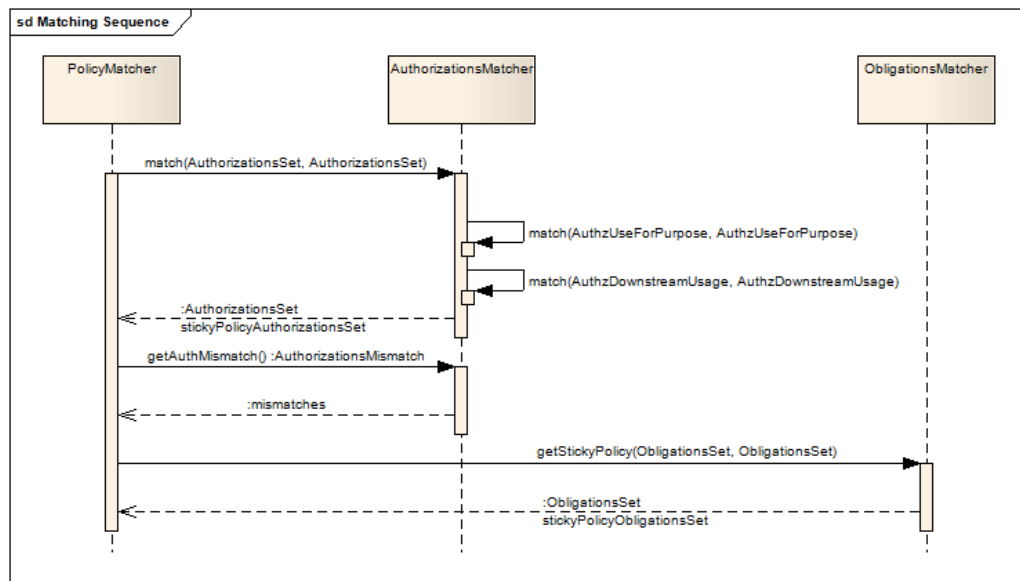 sd Matching Sequence
PolicyMatcher
AuthorizationsMatcher
ObligationsMatcher
match(AuthorizationsSet, AuthorizationsSet)
match(AuthzUseForPurpose, AuthzUseForPurpose)
match(AuthzDownstreamUsage, AuthzDownstreamUsage)
:AuthorizationsSet
stickyPolicyAuthorizationsSet
getAuthMismatch() :AuthorizationsMismatch
:mismatches
getStickyPolicy(ObligationsSet, ObligationsSet)
:ObligationsSet
stickyPolicyObligationsSet